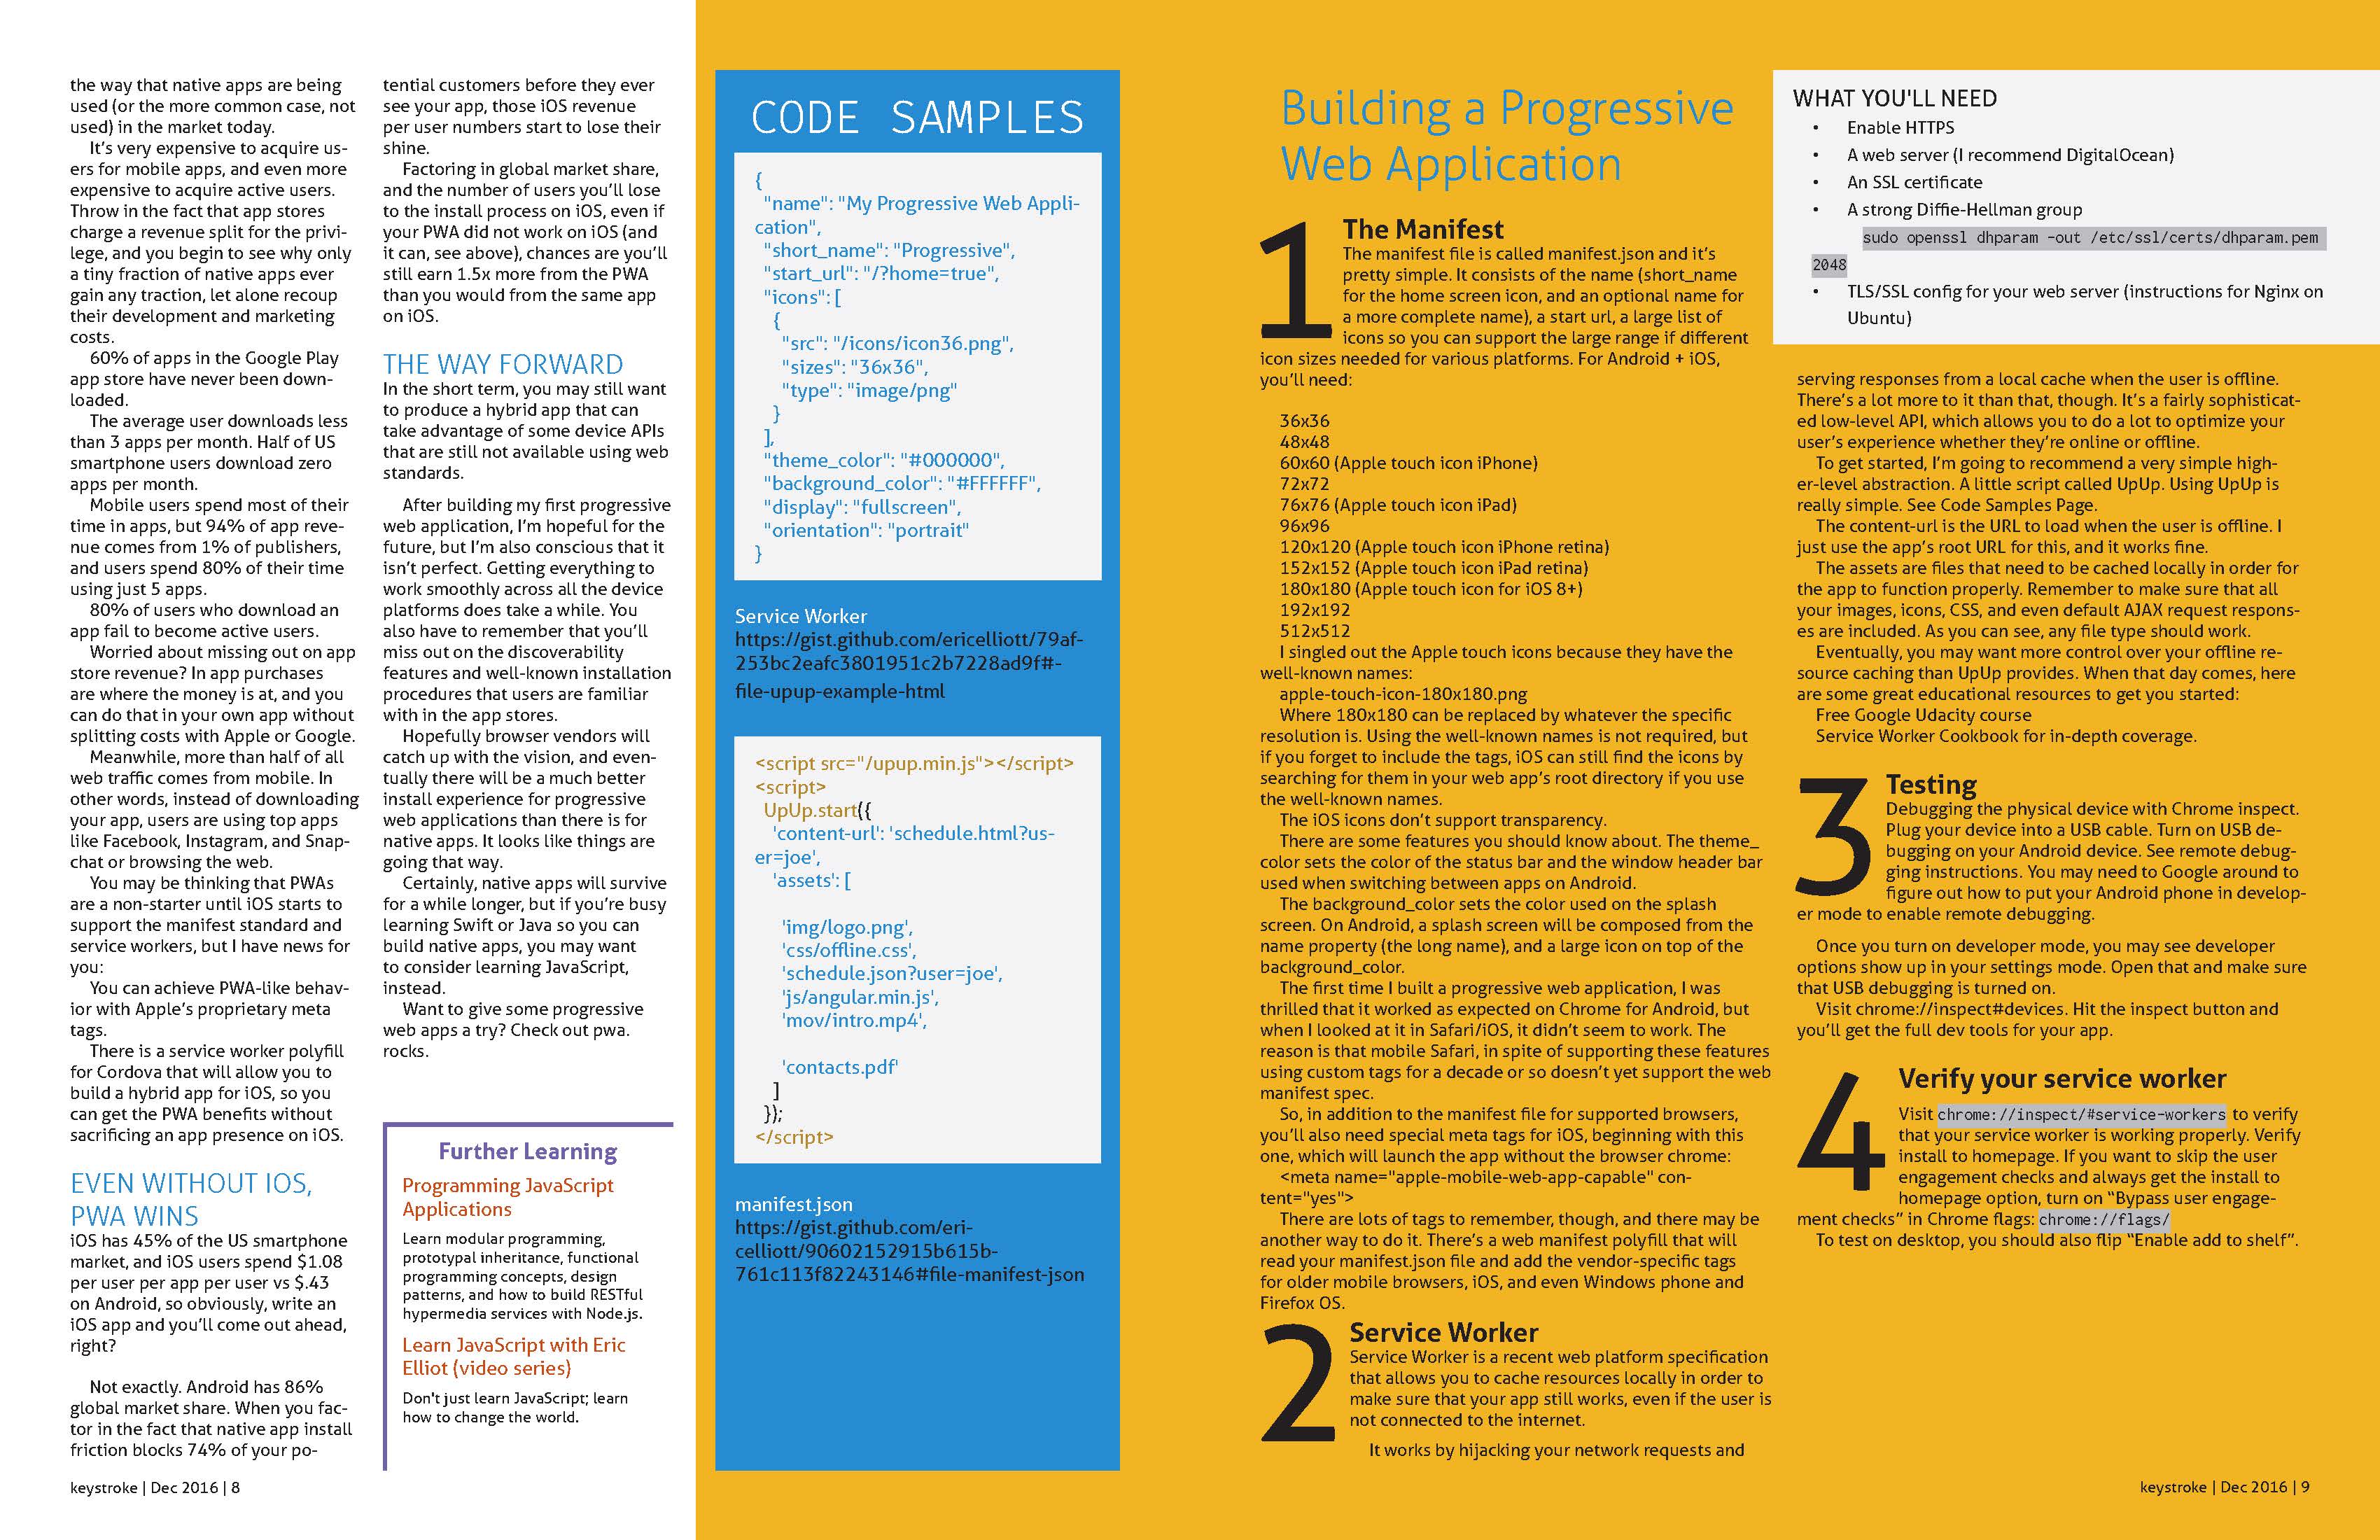 the way that native apps are being
used (or the more common case, not
used) in the market today.
It’s very expensive to acquire us-
ers for mobile apps, and even more
expensive to acquire active users.
Throw in the fact that app stores
charge a revenue split for the privi-
lege, and you begin to see why only
a tiny fraction of native apps ever
gain any traction, let alone recoup
their development and marketing
costs.
60% of apps in the Google Play
app store have never been down-
loaded.
The average user downloads less
than 3 apps per month. Half of US
smartphone users download zero
apps per month.
Mobile users spend most of their
time in apps, but 94% of app reve-
nue comes from 1% of publishers,
and users spend 80% of their time
using just 5 apps.
80% of users who download an
app fail to become active users.
Worried about missing out on app
store revenue? In app purchases
are where the money is at, and you
can do that in your own app without
splitting costs with Apple or Google.
Meanwhile, more than half of all
web traffic comes from mobile. In
other words, instead of downloading
your app, users are using top apps
like Facebook, Instagram, and Snap-
chat or browsing the web.
You may be thinking that PWAs
are a non-starter until iOS starts to
support the manifest standard and
service workers, but I have news for
you:
You can achieve PWA-like behav-
ior with Apple’s proprietary meta
tags.
There is a service worker polyfill
for Cordova that will allow you to
build a hybrid app for iOS, so you
can get the PWA benefits without
sacrificing an app presence on iOS.
EVEN WITHOUT IOS,
PWA WINS
iOS has 45% of the US smartphone
market, and iOS users spend $1.08
per user per app per user vs $.43
on Android, so obviously, write an
iOS app and you’ll come out ahead,
right?
Not exactly. Android has 86%
global market share. When you fac-
tor in the fact that native app install
friction blocks 74% of your po-
keystroke | Dec 2016 | 8
tential customers before they ever
see your app, those iOS revenue
per user numbers start to lose their
shine.
Factoring in global market share,
and the number of users you’ll lose
to the install process on iOS, even if
your PWA did not work on iOS (and
it can, see above), chances are you’ll
still earn 1.5x more from the PWA
than you would from the same app
on iOS.
THE WAY FORWARD
In the short term, you may still want
to produce a hybrid app that can
take advantage of some device APIs
that are still not available using web
standards.
After building my first progressive
web application, I’m hopeful for the
future, but I’m also conscious that it
isn’t perfect. Getting everything to
work smoothly across all the device
platforms does take a while. You
also have to remember that you’ll
miss out on the discoverability
features and well-known installation
procedures that users are familiar
with in the app stores.
Hopefully browser vendors will
catch up with the vision, and even-
tually there will be a much better
install experience for progressive
web applications than there is for
native apps. It looks like things are
going that way.
Certainly, native apps will survive
for a while longer, but if you’re busy
learning Swift or Java so you can
build native apps, you may want
to consider learning JavaScript,
instead.
Want to give some progressive
web apps a try? Check out pwa.
rocks.
Further Learning
Programming JavaScript
Applications
Learn modular programming,
prototypal inheritance, functional
programming concepts, design
patterns, and how to build RESTful
hypermedia services with Node.js.
Learn JavaScript with Eric
Elliot (video series)
Don't just learn JavaScript; learn
how to change the world.
CODE SAMPLES
{
"name": "My Progressive Web Appli-
cation",
"short_name": "Progressive",
"start_url": "/?home=true",
"icons": [
{
"src": "/icons/icon36.png",
"sizes": "36x36",
"type": "image/png"
}
],
"theme_color": "#000000",
"background_color": "#FFFFFF",
"display": "fullscreen",
"orientation": "portrait"
}
Service Worker
https://gist.github.com/ericelliott/79af-
253bc2eafc3801951c2b7228ad9f#-
file-upup-example-html
<script src="/upup.min.js"></script>
<script>
UpUp.start({
'content-url': 'schedule.html?us-
er=joe',
'assets': [
'img/logo.png',
'css/offline.css',
'schedule.json?user=joe',
'js/angular.min.js',
'mov/intro.mp4',
'contacts.pdf'
]
});
</script>
manifest.json
https://gist.github.com/eri-
celliott/90602152915b615b-
761c113f82243146#file-manifest-json
Building a Progressive
Web Application
1
The Manifest
The manifest file is called manifest.json and it’s
pretty simple. It consists of the name (short_name
for the home screen icon, and an optional name for
a more complete name), a start url, a large list of
icons so you can support the large range if different
icon sizes needed for various platforms. For Android + iOS,
you’ll need:
36x36
48x48
60x60 (Apple touch icon iPhone)
72x72
76x76 (Apple touch icon iPad)
96x96
120x120 (Apple touch icon iPhone retina)
152x152 (Apple touch icon iPad retina)
180x180 (Apple touch icon for iOS 8+)
192x192
512x512
I singled out the Apple touch icons because they have the
well-known names:
apple-touch-icon-180x180.png
Where 180x180 can be replaced by whatever the specific
resolution is. Using the well-known names is not required, but
if you forget to include the tags, iOS can still find the icons by
searching for them in your web app’s root directory if you use
the well-known names.
The iOS icons don’t support transparency.
There are some features you should know about. The theme_
color sets the color of the status bar and the window header bar
used when switching between apps on Android.
The background_color sets the color used on the splash
screen. On Android, a splash screen will be composed from the
name property (the long name), and a large icon on top of the
background_color.
The first time I built a progressive web application, I was
thrilled that it worked as expected on Chrome for Android, but
when I looked at it in Safari/iOS, it didn’t seem to work. The
reason is that mobile Safari, in spite of supporting these features
using custom tags for a decade or so doesn’t yet support the web
manifest spec.
So, in addition to the manifest file for supported browsers,
you’ll also need special meta tags for iOS, beginning with this
one, which will launch the app without the browser chrome:
<meta name="apple-mobile-web-app-capable" con-
tent="yes">
There are lots of tags to remember, though, and there may be
another way to do it. There’s a web manifest polyfill that will
read your manifest.json file and add the vendor-specific tags
for older mobile browsers, iOS, and even Windows phone and
Firefox OS.
2
Service Worker
Service Worker is a recent web platform specification
that allows you to cache resources locally in order to
make sure that your app still works, even if the user is
not connected to the internet.
It works by hijacking your network requests and
WHAT YOU'LL NEED
• Enable HTTPS
• A web server (I recommend DigitalOcean)
• An SSL certificate
• A strong Diffie-Hellman group
sudo openssl dhparam -out /etc/ssl/certs/dhparam.pem
2048
• TLS/SSL config for your web server (instructions for Nginx on
Ubuntu)
serving responses from a local cache when the user is offline.
There’s a lot more to it than that, though. It’s a fairly sophisticat-
ed low-level API, which allows you to do a lot to optimize your
user’s experience whether they’re online or offline.
To get started, I’m going to recommend a very simple high-
er-level abstraction. A little script called UpUp. Using UpUp is
really simple. See Code Samples Page.
The content-url is the URL to load when the user is offline. I
just use the app’s root URL for this, and it works fine.
The assets are files that need to be cached locally in order for
the app to function properly. Remember to make sure that all
your images, icons, CSS, and even default AJAX request respons-
es are included. As you can see, any file type should work.
Eventually, you may want more control over your offline re-
source caching than UpUp provides. When that day comes, here
are some great educational resources to get you started:
Free Google Udacity course
Service Worker Cookbook for in-depth coverage.
3
Testing
Debugging the physical device with Chrome inspect.
Plug your device into a USB cable. Turn on USB de-
bugging on your Android device. See remote debug-
ging instructions. You may need to Google around to
figure out how to put your Android phone in develop-
er mode to enable remote debugging.
Once you turn on developer mode, you may see developer
options show up in your settings mode. Open that and make sure
that USB debugging is turned on.
Visit chrome://inspect#devices. Hit the inspect button and
you’ll get the full dev tools for your app.
4
Verify your service worker
Visit chrome://inspect/#service-workers to verify
that your service worker is working properly. Verify
install to homepage. If you want to skip the user
engagement checks and always get the install to
homepage option, turn on “Bypass user engage-
ment checks” in Chrome flags: chrome://flags/
To test on desktop, you should also flip “Enable add to shelf”.
keystroke | Dec 2016 | 9